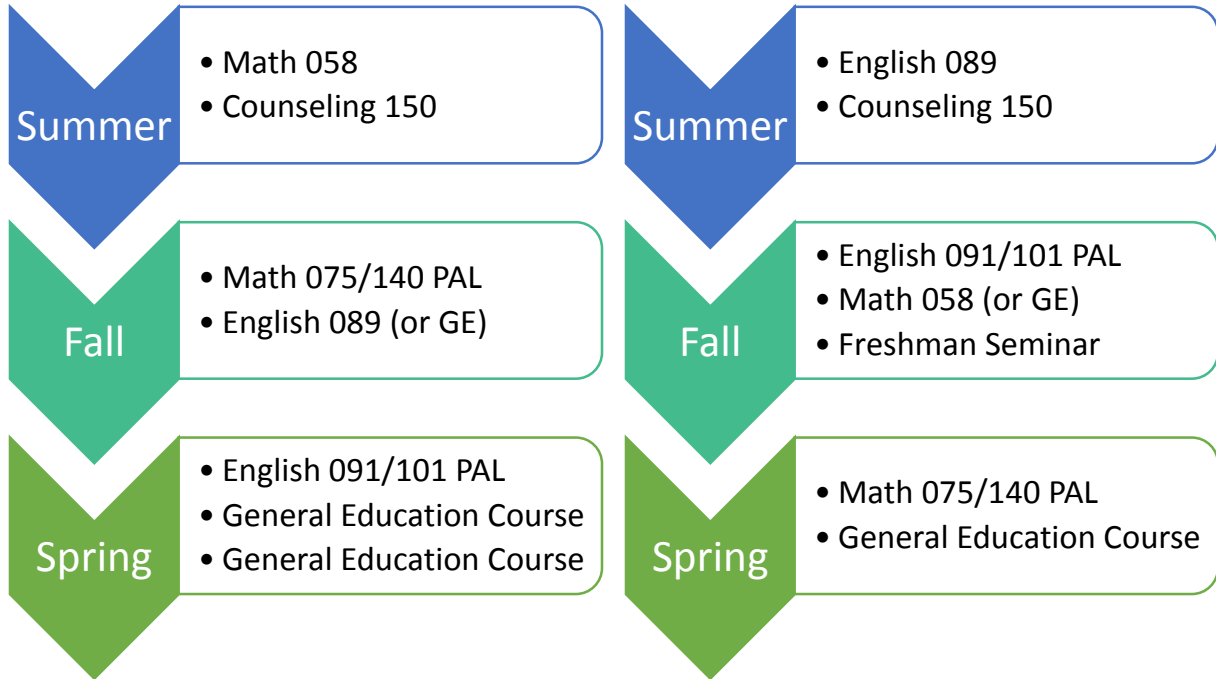 Summer
• Math 058
• Counseling 150
Fall
• Math 075/140 PAL
• English 089 (or GE)
Spring
• English 091/101 PAL
• General Education Course
• General Education Course
Summer
• English 089
• Counseling 150
Fall
• English 091/101 PAL
• Math 058 (or GE)
• Freshman Seminar
Spring
• Math 075/140 PAL
• General Education Course